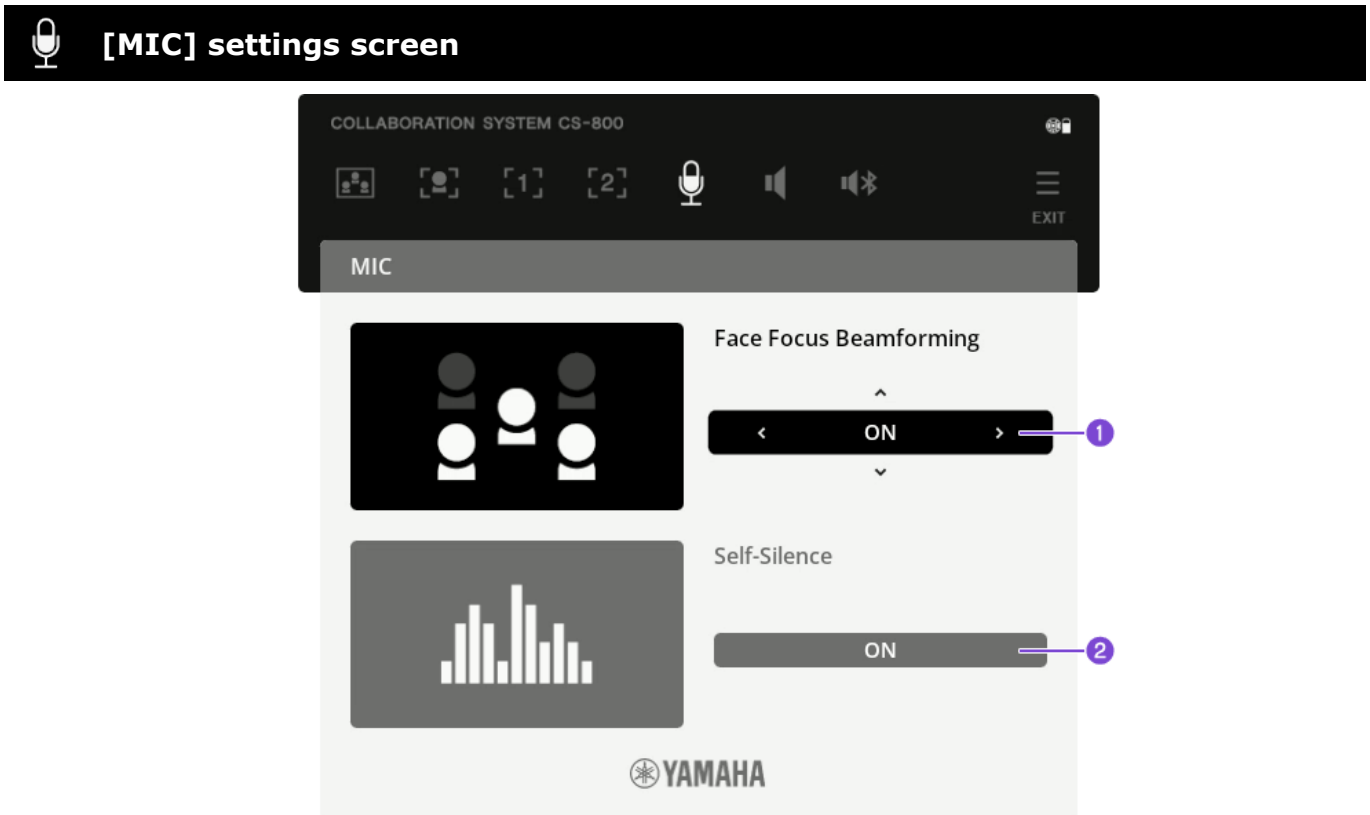 [MIC] settings screen
COLLABORATION SYSTEM CS-800
[1] [2]
EXIT
MIC
Face Focus Beamforming
ON
1
Self-Silence
ON
2
YAMAHA